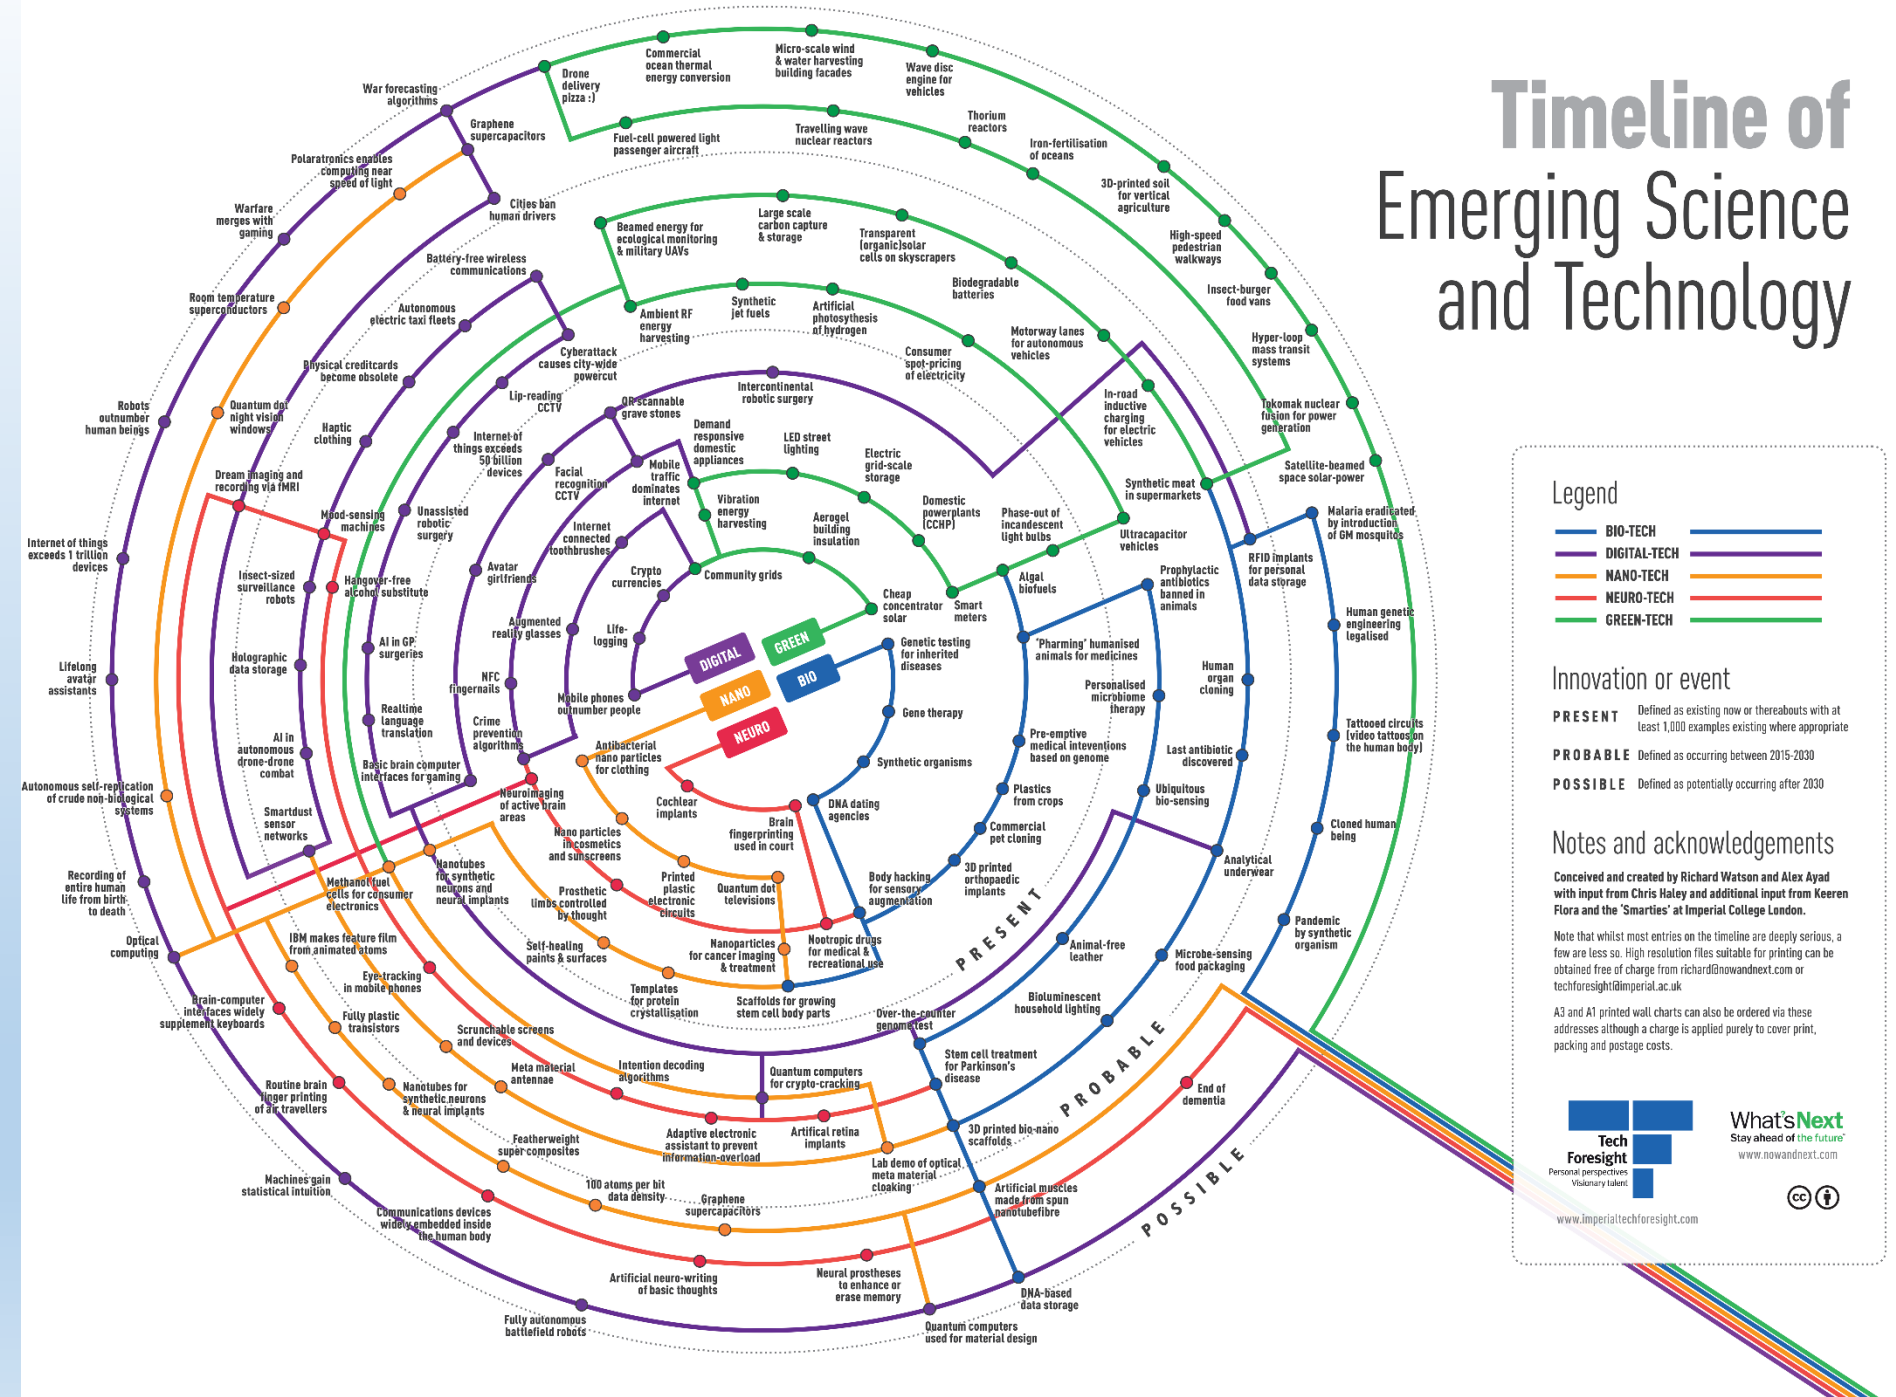 Timeline of
Emerging Science
and Technology
Drone
delivery
pizza :)
Commercial
ocean thermal
energy conversion
Micro-scale wind
& water harvesting
building facades
Wave disc
engine for
vehicles
War forecasting
algorithms
Graphene
supercapacitors
Fuel-cell powered light
passenger aircraft
Travelling wave
nuclear reactors
Thorium
reactors
Iron-fertilisation
of oceans
3D-printed soil
for vertical
agriculture
High-speed
pedestrian
walkways
Insect-burger
food vans
Hyper-loop
mass transit
systems
Tokomak nuclear
fusion for power
generation
Satellite-beamed
space solar-power
Polaratronics enables
computing near
speed of light
Warfare
merges with
gaming
Cities ban
human drivers
Battery-free wireless
communications
Beamed energy for
ecological monitoring
& military UAVs
Large scale
carbon capture
& storage
Transparent
(organic)solar
cells on skyscrapers
Biodegradable
batteries
Motorway lanes
for autonomous
vehicles
In-road
inductive
charging
for electric
vehicles
Synthetic meat
in supermarkets
Room temperature
superconductors
Autonomous
electric taxi fleets
Ambient RF
energy
harvesting
Synthetic
jet fuels
Artificial
photosythesis
of hydrogen
Consumer
spot-pricing
of electricity
Ultracapacitor
vehicles
Physical creditcards
become obsolete
Cyberattack
causes city-wide
powercut
Lip-reading
CCTV
Intercontinental
robotic surgery
QR-scannable
grave stones
Robots
outnumber
human beings
Quantum dot
night vision
windows
Haptic
clothing
Internet of
things exceeds
50 billion
devices
Facial
recognition
CCTV
Mobile
traffic
dominates
internet
Demand
responsive
domestic
appliances
LED street
lighting
Electric
grid-scale
storage
Domestic
powerplants
(CCHP)
Phase-out of
incandescent
light bulbs
Dream imaging and
recording via fMRI
Mood-sensing
machines
Unassisted
robotic
surgery
Internet
connected
toothbrushes
Vibration
energy
harvesting
Aerogel
building
insulation
Malaria eradicated
by introduction
of GM mosquitos
RFID implants
for personal
data storage
Internet of things
exceeds 1 trillion
devices
Insect-sized
surveillance
robots
Hangover-free
alcohol substitute
Avatar
girlfriends
Crypto
currencies
Community grids
Cheap
concentrator
solar
Smart
meters
Algal
biofuels
Prophylactic
antibiotics
banned in
animals
Human genetic
engineering
legalised
Augmented
reality glasses
Life-
logging
Lifelong
avatar
assistants
Holographic
data storage
AI in GP
surgeries
NFC
fingernails
Mobile phones
outnumber people
DIGITAL
GREEN
NANO
BIO
NEURO
Genetic testing
for inherited
diseases
'Pharming' humanised
animals for medicines
Human
organ
cloning
Gene therapy
Personalised
microbiome
therapy
Realtime
language
translation
Crime
prevention
algorithms
Antibacterial
nano particles
for clothing
Synthetic organisms
Pre-emptive
medical inteventions
based on genome
Last antibiotic
discovered
Tattooed circuits
(video tattoos on
the human body)
AI in
autonomous
drone-drone
combat
Basic brain computer
interfaces for gaming
Neuroimaging
of active brain
areas
Cochlear
implants
Brain
fingerprinting
used in court
DNA dating
agencies
Plastics
from crops
Ubiquitous
bio-sensing
Autonomous self-replication
of crude non-biological
systems
Smartdust
sensor
networks
Nano particles
in cosmetics
and sunscreens
Commercial
pet cloning
Cloned human
being
Nanotubes
for synthetic
neurons and
neural implants
Printed
plastic
electronic
circuits
Quantum dot
televisions
Body hacking
for sensory
augmentation
3D printed
orthopaedic
implants
Analytical
underwear
Recording of
entire human
life from birth
to death
Methanol fuel
cells for consumer
electronics
Prosthetic
limbs controlled
by thought
PRESENT
Pandemic
by synthetic
organism
Optical
computing
IBM makes feature film
from animated atoms
Eye-tracking
in mobile phones
Self-healing
paints & surfaces
Nanoparticles
for cancer imaging
& treatment
Nootropic drugs
for medical &
recreational use
Animal-free
leather
Microbe-sensing
food packaging
Brain-computer
interfaces widely
supplement keyboards
Fully plastic
transistors
Templates
for protein
crystallisation
Scaffolds for growing
stem cell body parts
Over-the-counter
genome test
Bioluminescent
household lighting
PROBABLE
Scrunchable screens
and devices
Meta material
antennae
Intention decoding
algorithms
Quantum computers
for crypto-cracking
Stem cell treatment
for Parkinson's
disease
End of
dementia
Routine brain
finger printing
of air travellers
Nanotubes for
synthetic neurons
& neural implants
Adaptive electronic
assistant to prevent
information-overload
Artifical retina
implants
Lab demo of optical
meta material
cloaking
3D printed bio-nano
scaffolds
Featherweight
super composites
Machines gain
statistical intuition
100 atoms per bit
data density
Graphene
supercapacitors
Artificial muscles
made from spun
nanotubefibre
POSSIBLE
Communications devices
widely embedded inside
the human body
Artificial neuro-writing
of basic thoughts
Neural prostheses
to enhance or
erase memory
DNA-based
data storage
Fully autonomous
battlefield robots
Quantum computers
used for material design
Legend
BIO-TECH
DIGITAL-TECH
NANO-TECH
NEURO-TECH
GREEN-TECH
Innovation or event
PRESENT Defined as existing now or thereabouts with at
least 1,000 examples existing where appropriate
PROBABLE Defined as occurring between 2015-2030
POSSIBLE Defined as potentially occurring after 2030
Notes and acknowledgements
Conceived and created by Richard Watson and Alex Ayad
with input from Chris Haley and additional input from Keeren
Flora and the 'Smarties' at Imperial College London.
Note that whilst most entries on the timeline are deeply serious, a
few are less so. High resolution files suitable for printing can be
obtained free of charge from richard@nowandnext.com or
techforesight@imperial.ac.uk
A3 and A1 printed wall charts can also be ordered via these
addresses although a charge is applied purely to cover print,
packing and postage costs.
Tech
Foresight
Personal perspectives
Visionary talent
What'sNext
Stay ahead of the future
www.nowandnext.com
cc
www.imperialtechforesight.com